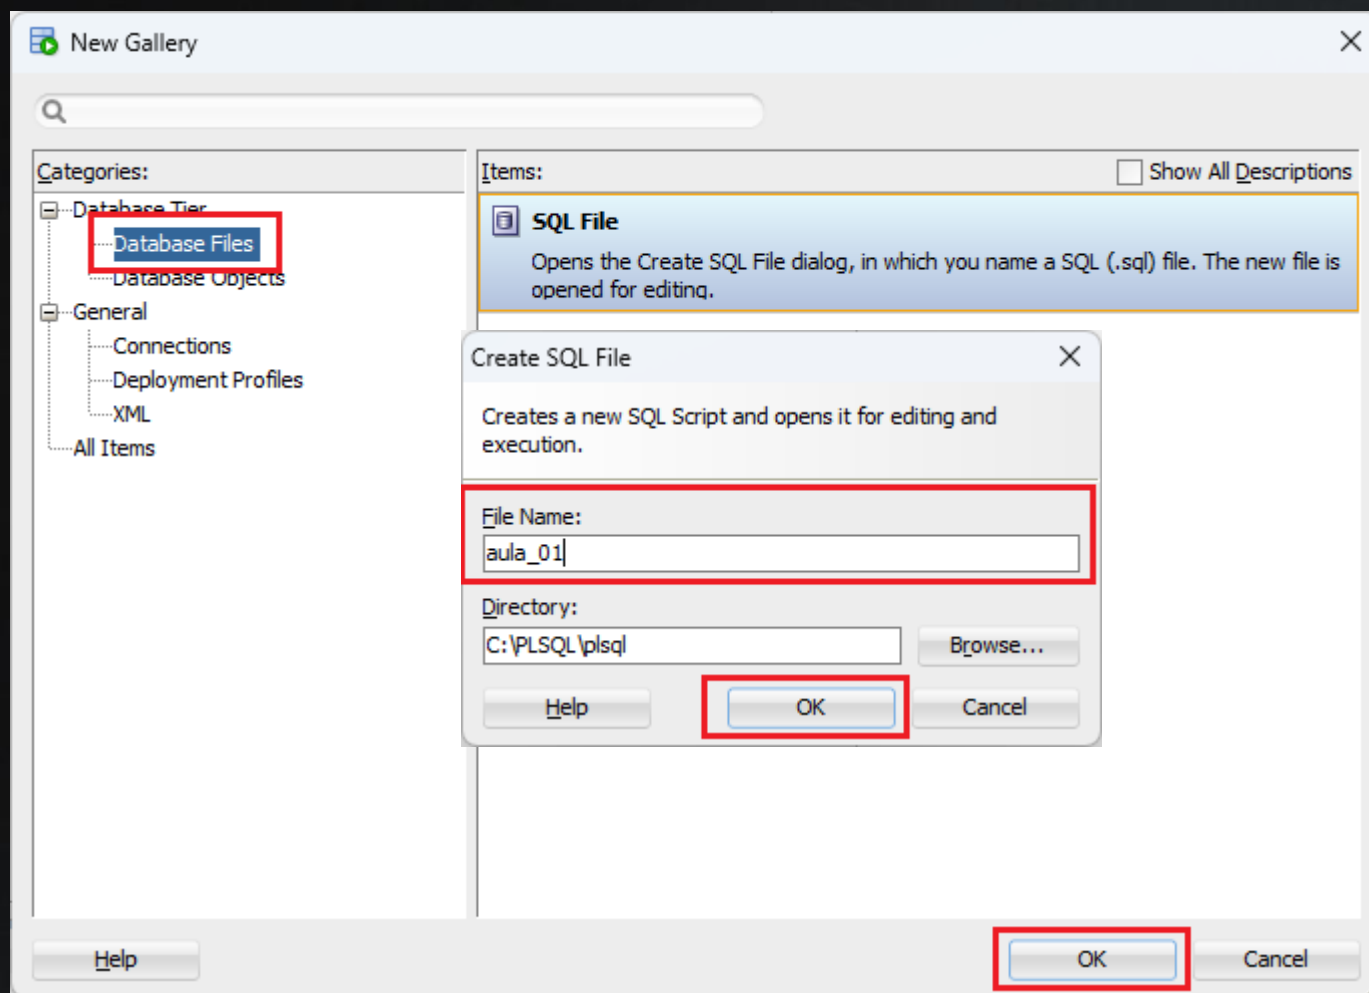 New Gallery
Categories:
Database Tier
Database Files
Database Objects
General
Connections
Deployment Profiles
XML
All Items
Items:
Show All Descriptions
SQL File
Opens the Create SQL File dialog, in which you name a SQL (.sql) file. The new file is
opened for editing.
Create SQL File
Creates a new SQL Script and opens it for editing and
execution.
File Name:
aula_01
Directory:
C:\PLSQL\plsql
Browse...
Help
OK
Cancel
Help
OK
Cancel